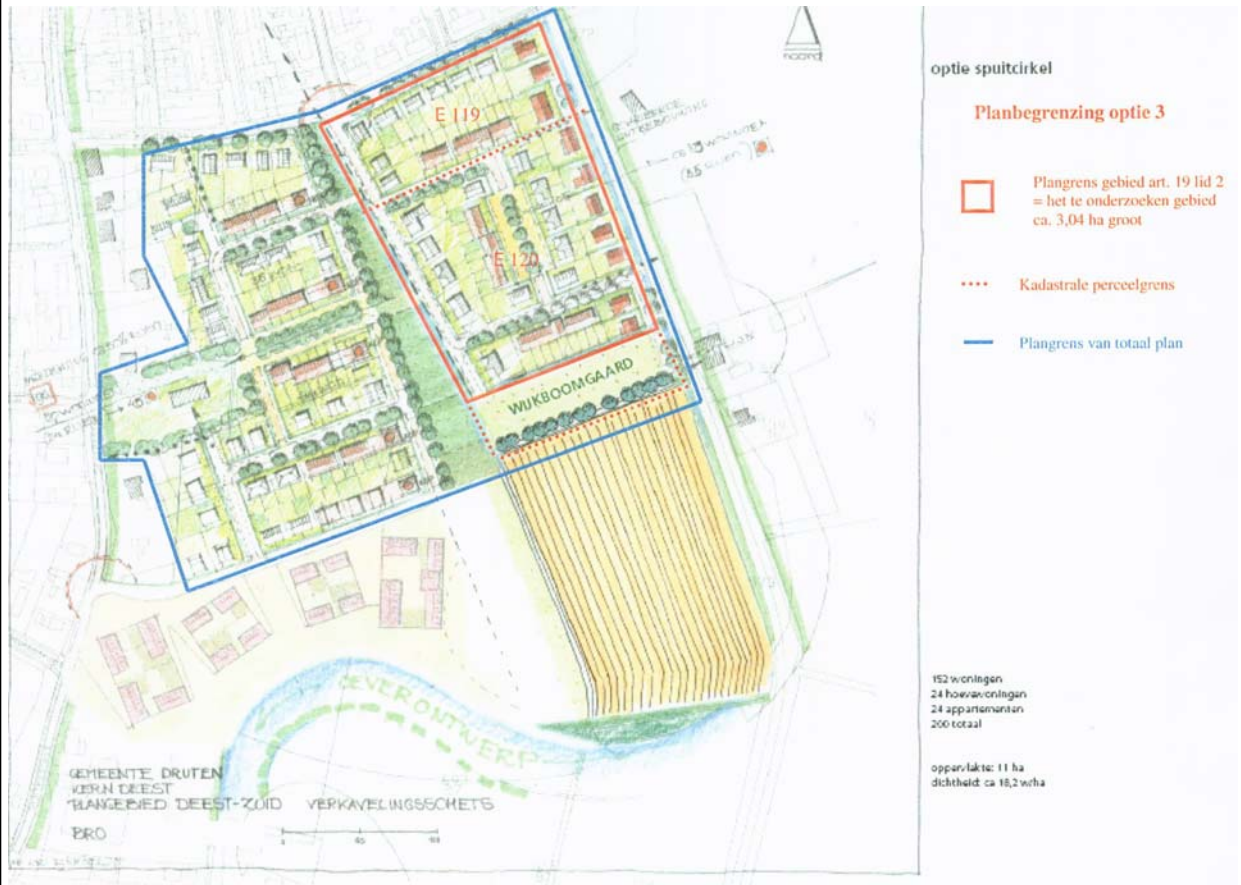 noord
optie spuitcirkel
Planbegrenzing optie 3
Plangrens gebied art. 19 lid 2
= het te onderzoeken gebied
ca. 3,04 ha groot
Kadastrale perceelgrens
Plangrens van totaal plan
E 119
E 120
WIJKBOOMGAARD
OEVERONTWERP
152 woningen
24 hoevewoningen
24 appartementen
200 totaal
oppervlakte: 11 ha
dichtheid: ca 18,2 w/ha
GEMEENTE DRUTEN
KERN DEEST
PLANGEBIED DEEST-ZUID VERKAVELINGSSCHETS
BRO